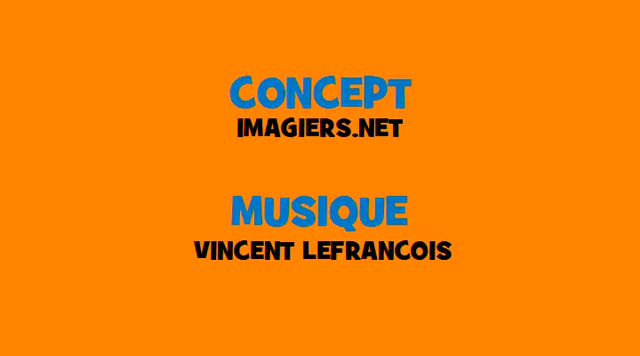 CONCEPT
IMAGIERS.NET
MUSIQUE
VINCENT LEFRANCOIS